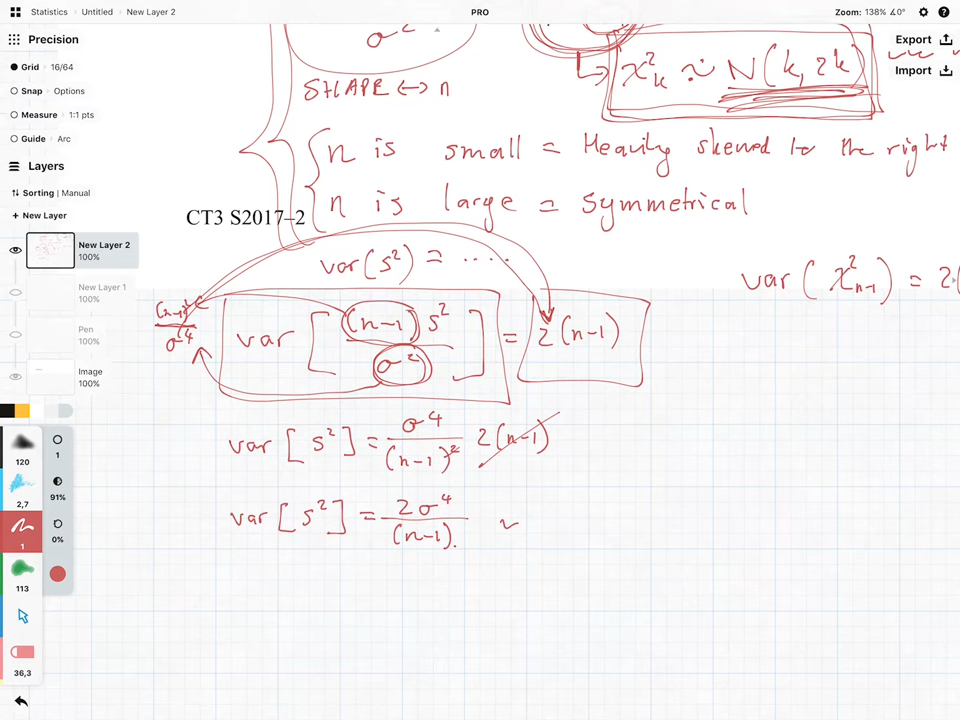 Statistics Untitled New Layer 2 PRO Zoom: 138% ∠0°
Precision Export
Grid 16/64 Import
Snap Options
Measure 1:1 pts
Guide Arc
Layers
Sorting | Manual
+ New Layer
New Layer 2
100%
New Layer 1
100%
Pen
100%
Image
100%
120
1
2,7
91%
1
0%
113
36,3
σ²
↳ χ²ₖ ∻ N(k, 2k)
SHAPE ↔ n
n is small = Heavily skewed to the right
n is large = Symmetrical
CT3 S2017–2
var(s²) = .....
var(χ²ₙ₋₁) = 2(
(n-1)²/σ⁴
var [(n-1) s² / σ²] = 2(n-1)
var [s²] = σ⁴/(n-1)² 2(n-1)
var [s²] = 2σ⁴/(n-1).